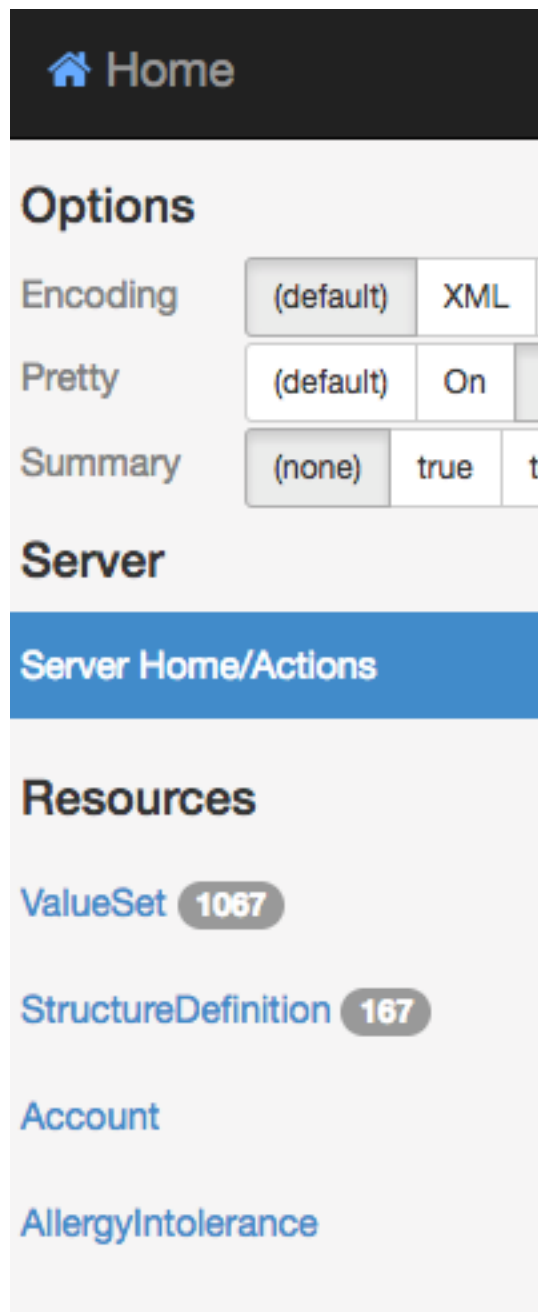 Home
Options
Encoding (default) XML
Pretty (default) On
Summary (none) true t
Server
Server Home/Actions
Resources
ValueSet 1067
StructureDefinition 167
Account
AllergyIntolerance